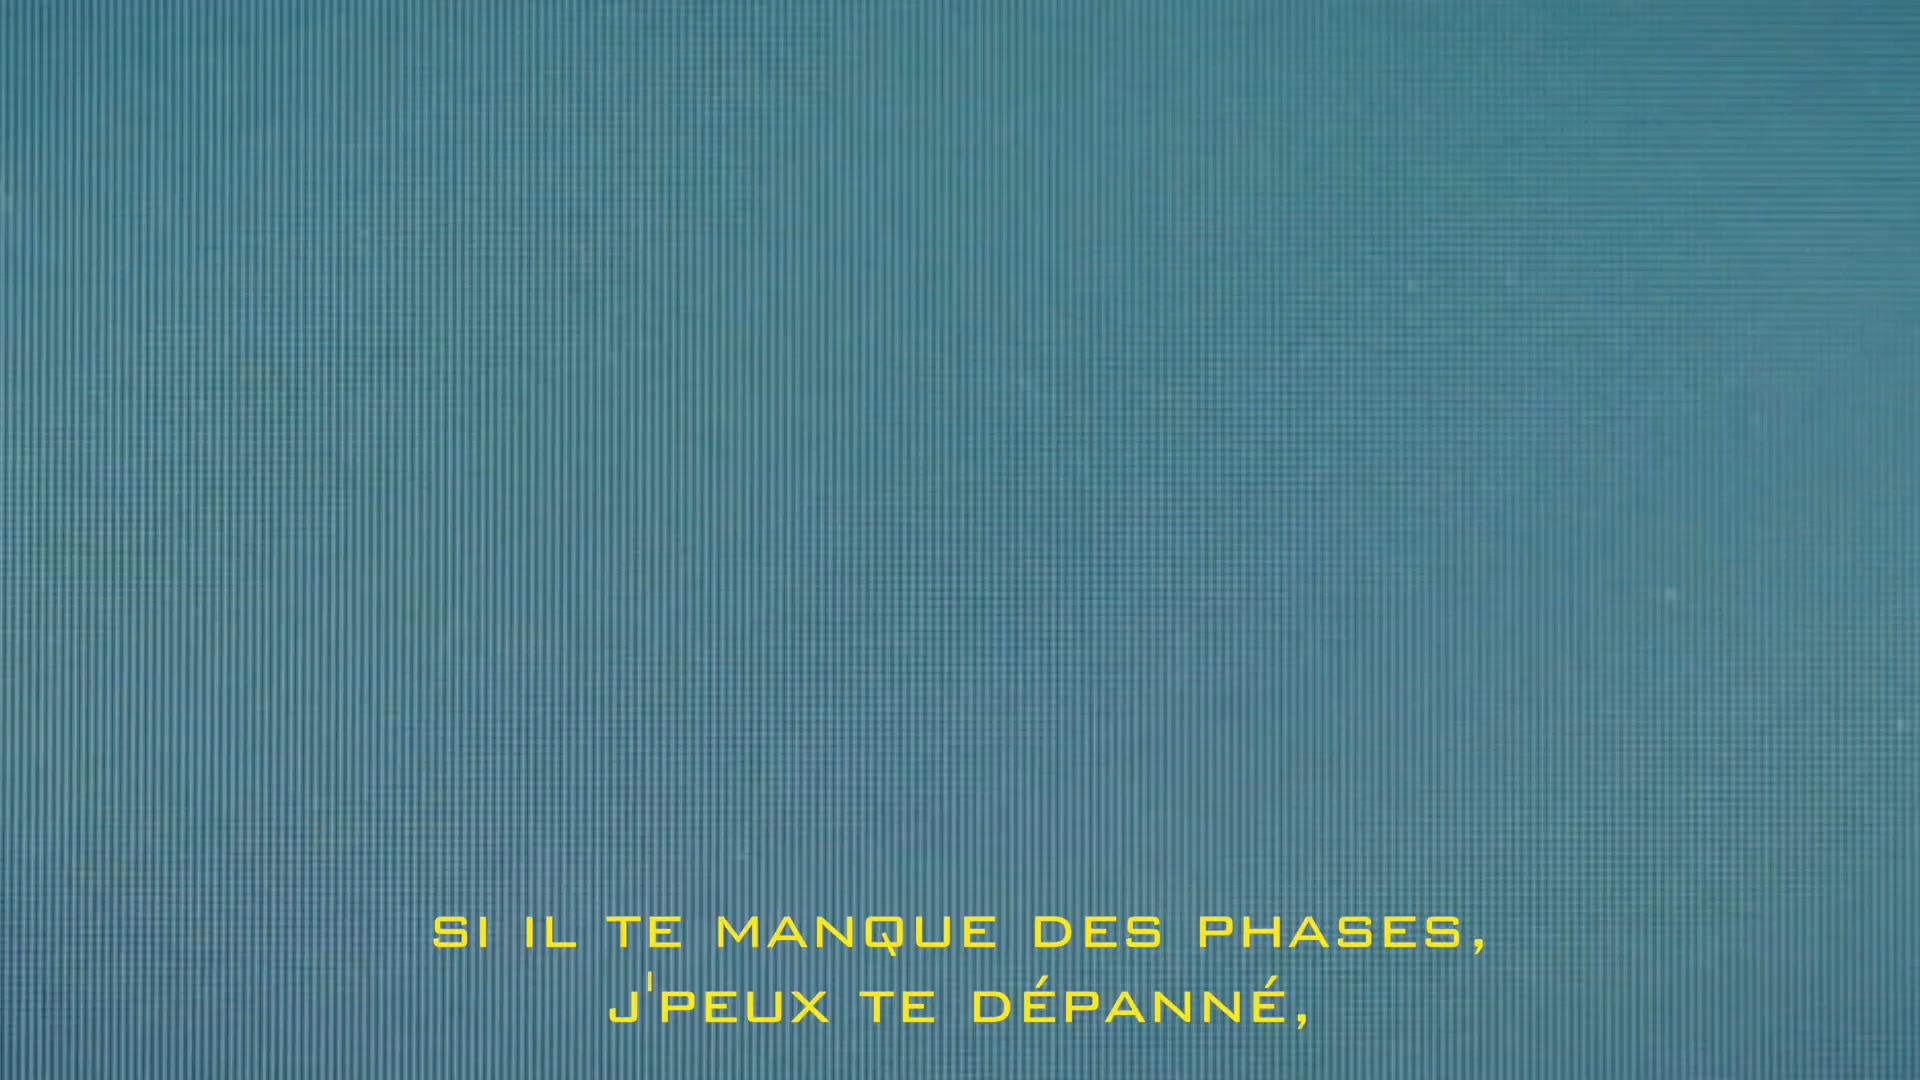 SI IL TE MANQUE DES PHASES,
J'PEUX TE DÉPANNÉ,